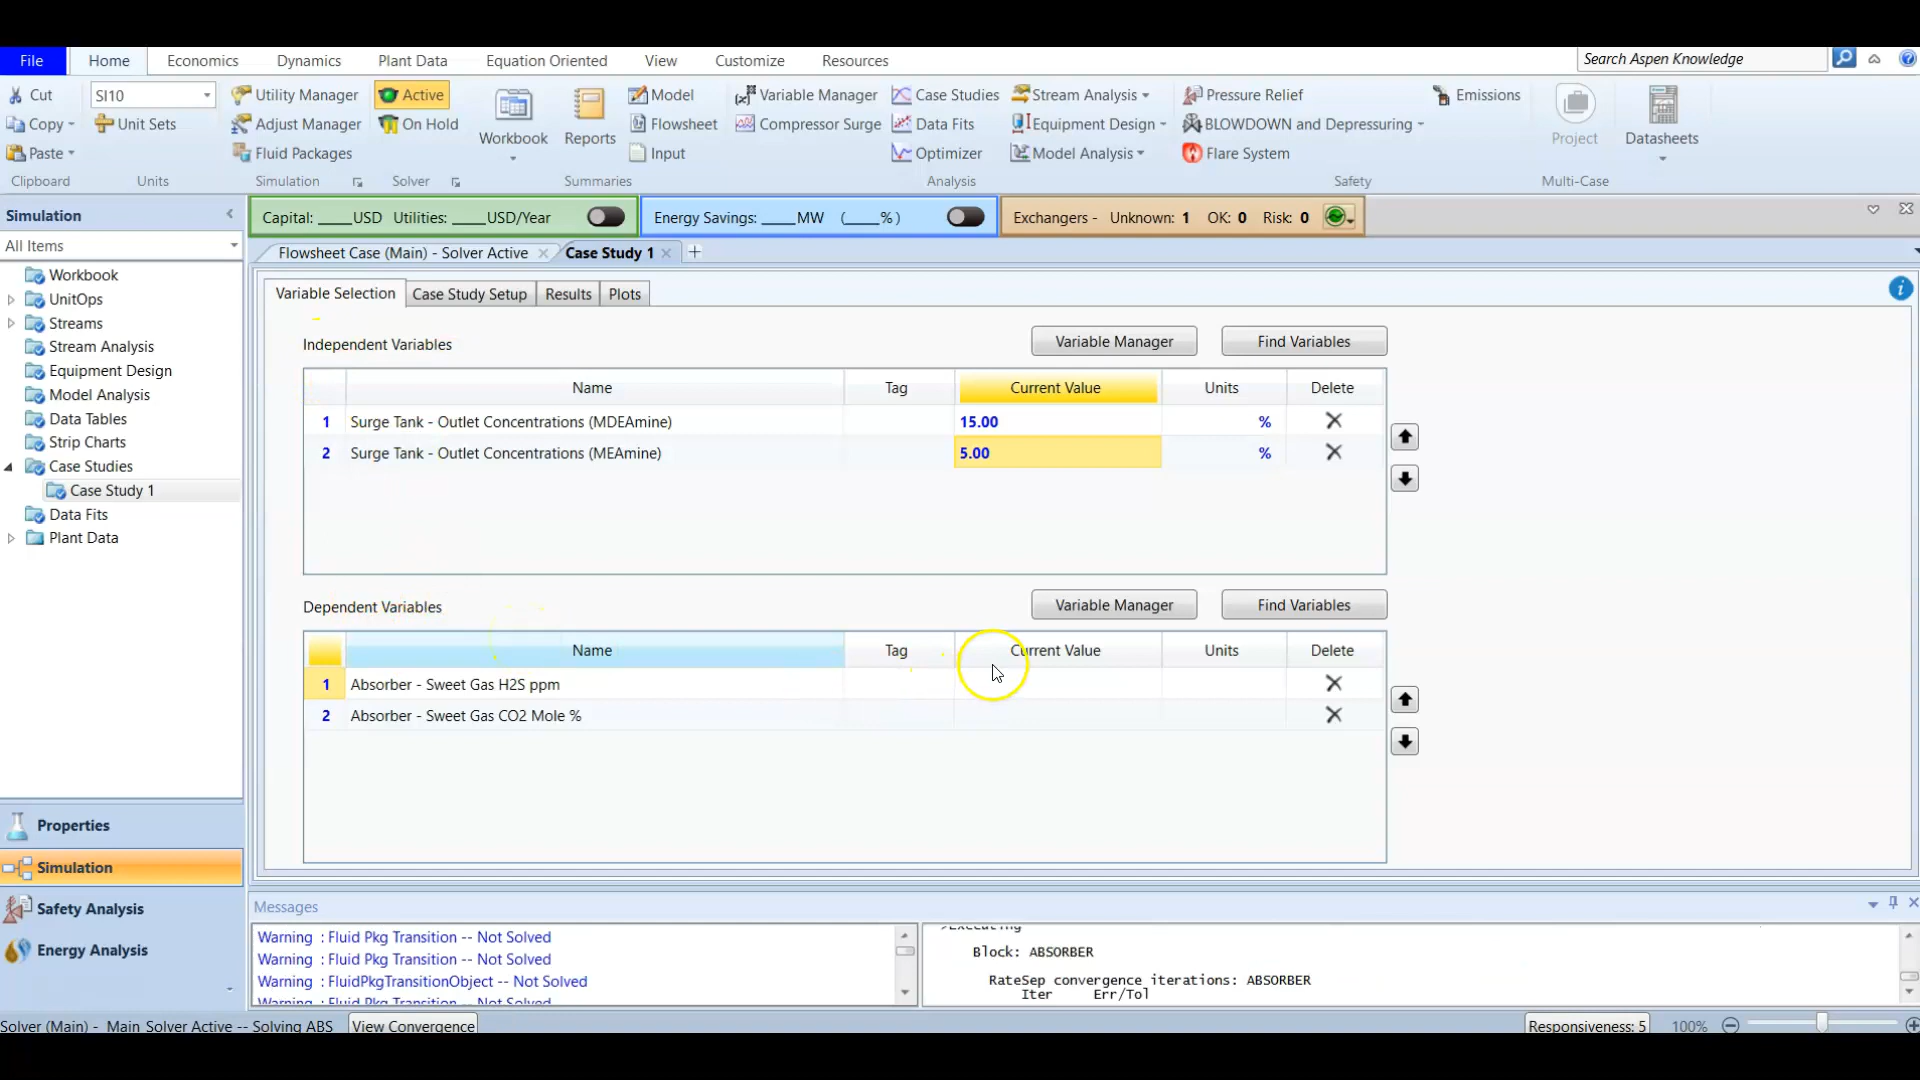 File Home Economics Dynamics Plant Data Equation Oriented View Customize Resources Search Aspen Knowledge
Cut SI10 Utility Manager Active Model Variable Manager Case Studies Stream Analysis Pressure Relief Emissions
Copy Unit Sets Adjust Manager On Hold Workbook Reports Flowsheet Compressor Surge Data Fits Equipment Design BLOWDOWN and Depressuring Project Datasheets
Paste Fluid Packages Input Optimizer Model Analysis Flare System
Clipboard Units Simulation Solver Summaries Analysis Safety Multi-Case
Simulation Capital: ____USD Utilities: ____USD/Year Energy Savings: ____MW (____%) Exchangers - Unknown: 1 OK: 0 Risk: 0
All Items Flowsheet Case (Main) - Solver Active Case Study 1
Workbook
UnitOps
Streams
Stream Analysis
Equipment Design
Model Analysis
Data Tables
Strip Charts
Case Studies
Case Study 1
Data Fits
Plant Data
Properties
Simulation
Safety Analysis
Energy Analysis
Variable Selection Case Study Setup Results Plots
Independent Variables Variable Manager Find Variables
Name Tag Current Value Units Delete
1 Surge Tank - Outlet Concentrations (MDEAmine) 15.00 %
2 Surge Tank - Outlet Concentrations (MEAmine) 5.00 %
Dependent Variables Variable Manager Find Variables
Name Tag Current Value Units Delete
1 Absorber - Sweet Gas H2S ppm
2 Absorber - Sweet Gas CO2 Mole %
Messages
Warning : Fluid Pkg Transition -- Not Solved
Warning : Fluid Pkg Transition -- Not Solved
Warning : FluidPkgTransitionObject -- Not Solved
Warning : Fluid Pkg Transition -- Not Solved
>Executing
Block: ABSORBER
RateSep convergence iterations: ABSORBER
Iter Err/Tol
Solver (Main) - Main Solver Active -- Solving ABS View Convergence Responsiveness: 5 100%